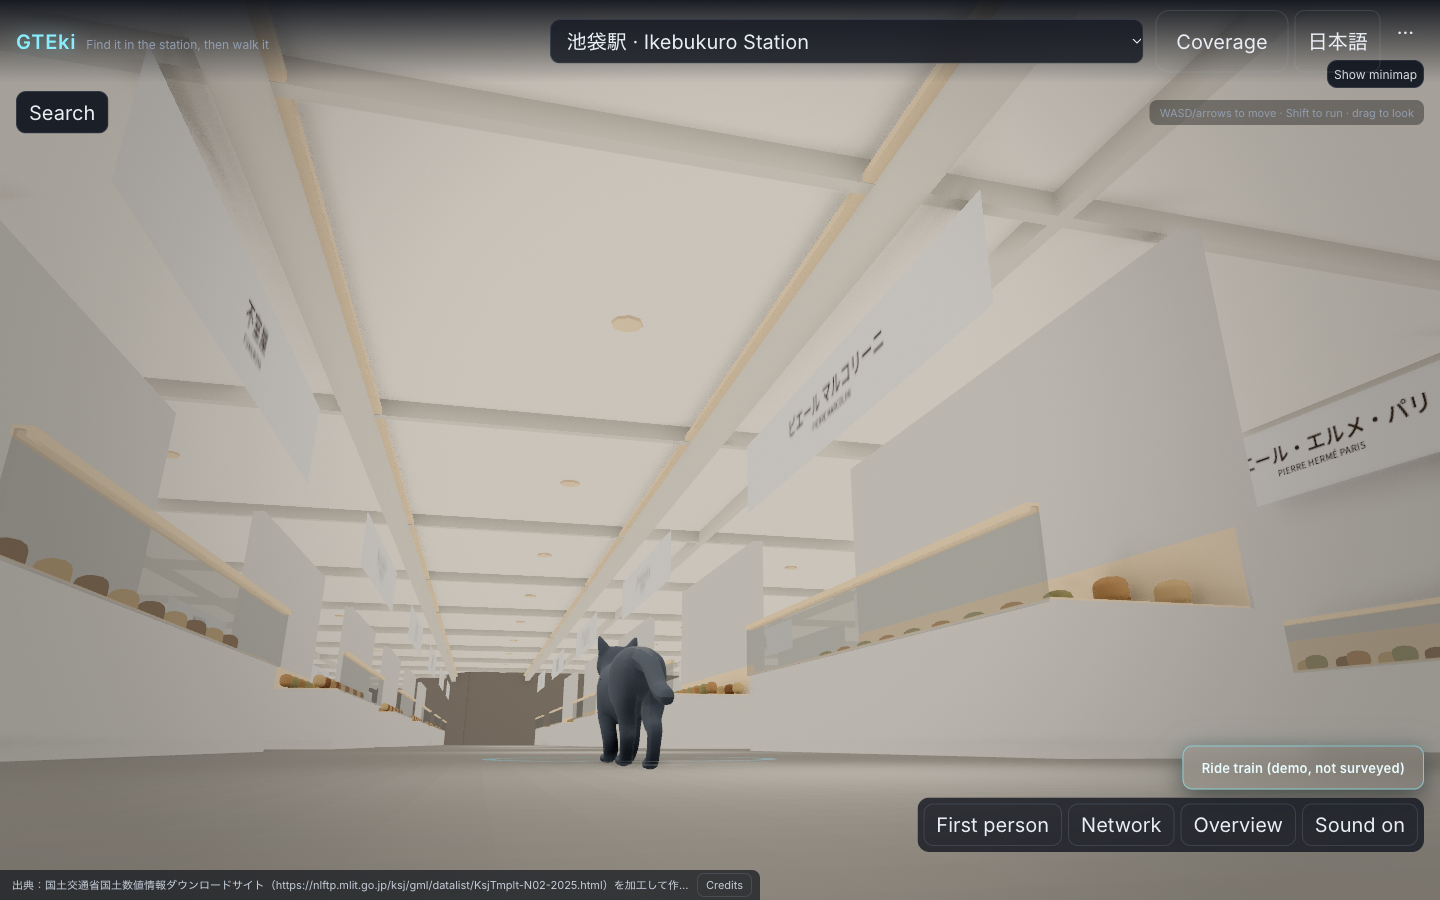 GTEki
Find it in the station, then walk it
池袋駅 · Ikebukuro Station
Coverage
日本語
...
Show minimap
Search
WASD/arrows to move · Shift to run · drag to look
ピエール マルコリーニ
PIERRE MARCOLINI
エール・エルメ・パリ
PIERRE HERMÉ PARIS
Ride train (demo, not surveyed)
First person
Network
Overview
Sound on
出典：国土交通省国土数値情報ダウンロードサイト（https://nlftp.mlit.go.jp/ksj/gml/datalist/KsjTmplt-N02-2025.html）を加工して作...
Credits